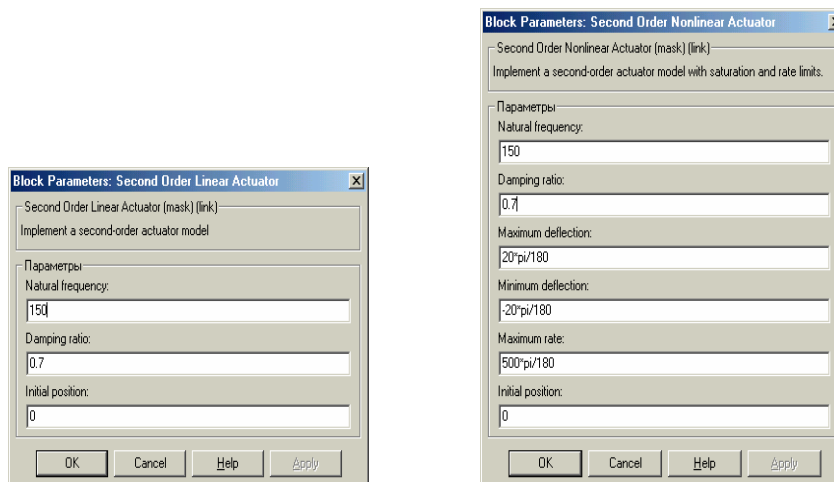 Block Parameters: Second Order Linear Actuator
Second Order Linear Actuator (mask) (link)
Implement a second-order actuator model
Параметры
Natural frequency:
150
Damping ratio:
0.7
Initial position:
0
OK Cancel Help Apply
Block Parameters: Second Order Nonlinear Actuator
Second Order Nonlinear Actuator (mask) (link)
Implement a second-order actuator model with saturation and rate limits.
Параметры
Natural frequency:
150
Damping ratio:
0.7
Maximum deflection:
20*pi/180
Minimum deflection:
-20*pi/180
Maximum rate:
500*pi/180
Initial position:
0
OK Cancel Help Apply